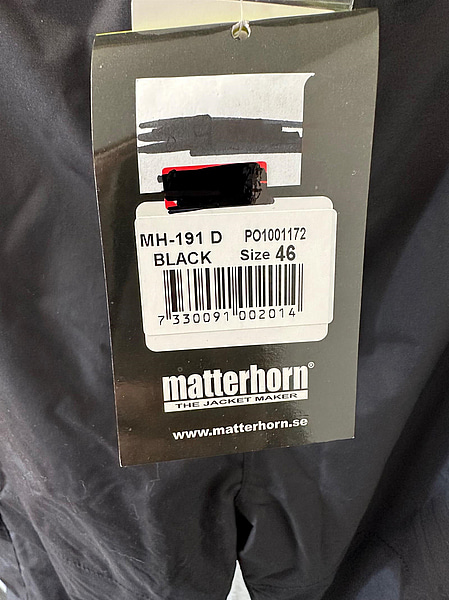 MH-191 D PO1001172
BLACK Size 46
7 330091 002014
matterhorn®
THE JACKET MAKER
www.matterhorn.se